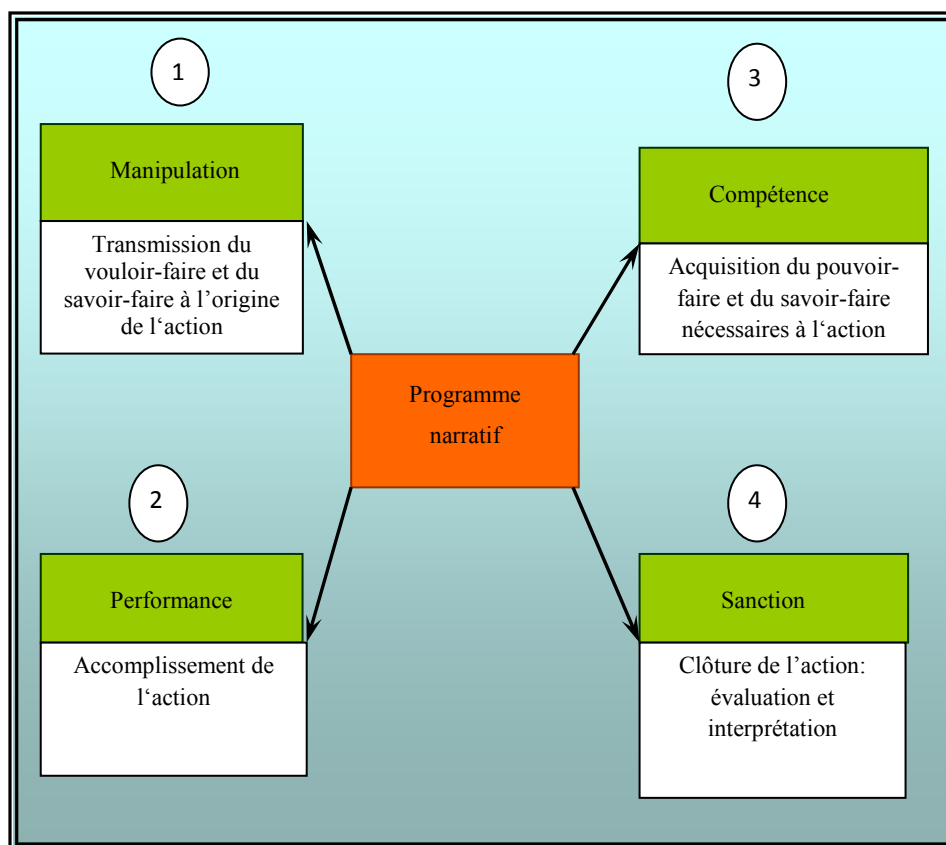 1
Manipulation
Transmission du
vouloir-faire et du
savoir-faire à l’origine
de l‘action
3
Compétence
Acquisition du pouvoir-
faire et du savoir-faire
nécessaires à l‘action
Programme
narratif
2
Performance
Accomplissement de
l‘action
4
Sanction
Clôture de l’action:
évaluation et
interprétation